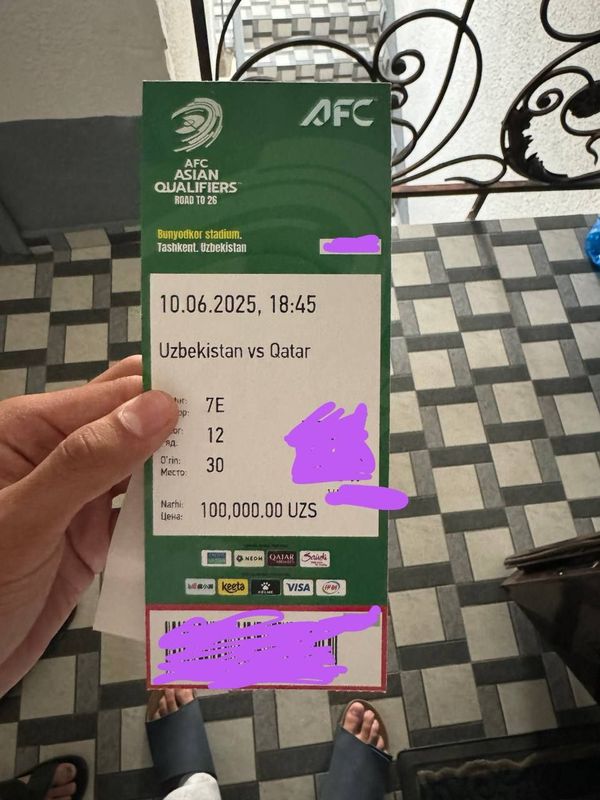 AFC
AFC
ASIAN
QUALIFIERS
ROAD TO 26
Bunyodkor stadium.
Tashkent. Uzbekistan
10.06.2025, 18:45
Uzbekistan vs Qatar
7E
12
O'rin:
Место:
30
Narhi:
Цена:
100,000.00 UZS
NEOM
QATAR
Saudi
keeta
KELME
VISA